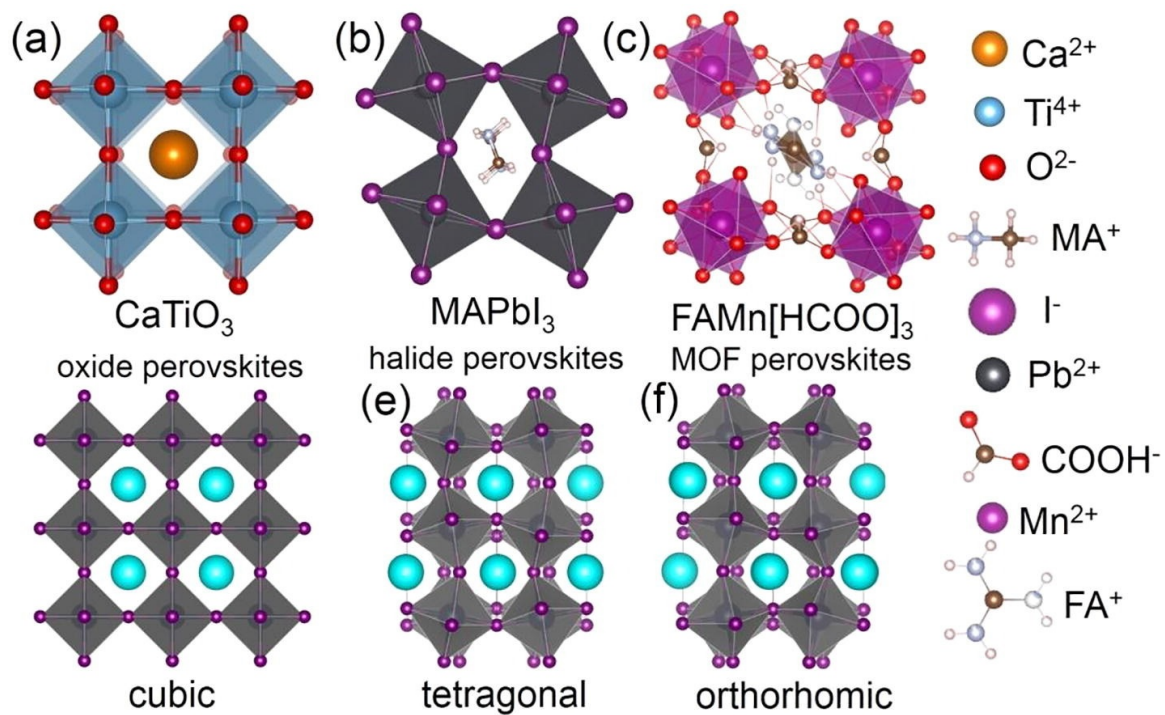 (a)
(b)
(c)
CaTiO3
MAPbI3
FAMn[HCOO]3
oxide perovskites
halide perovskites
MOF perovskites
(e)
(f)
cubic
tetragonal
orthorhomic
Ca2+
Ti4+
O2-
MA+
I-
Pb2+
COOH-
Mn2+
FA+